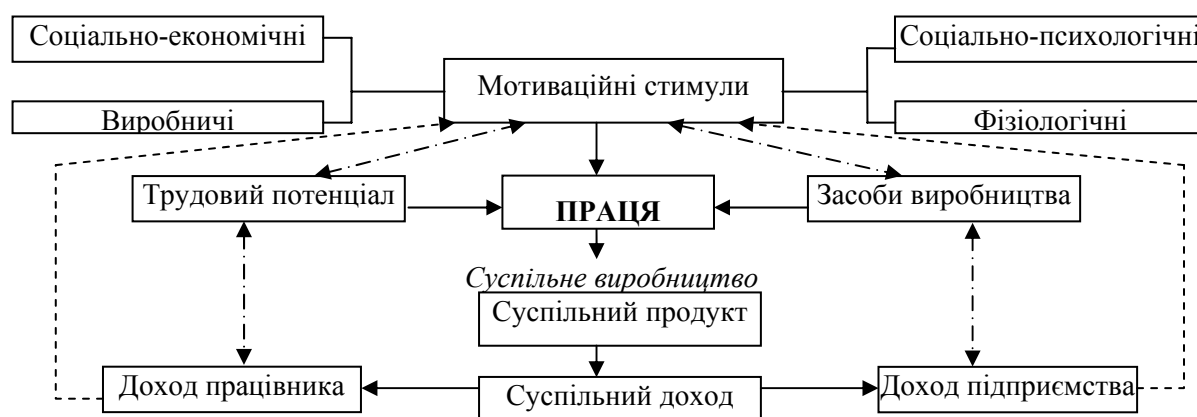 Соціально-економічні
Соціально-психологічні
Мотиваційні стимули
Виробничі
Фізіологічні
Трудовий потенціал
ПРАЦЯ
Засоби виробництва
Суспільне виробництво
Суспільний продукт
Доход працівника
Суспільний доход
Доход підприємства